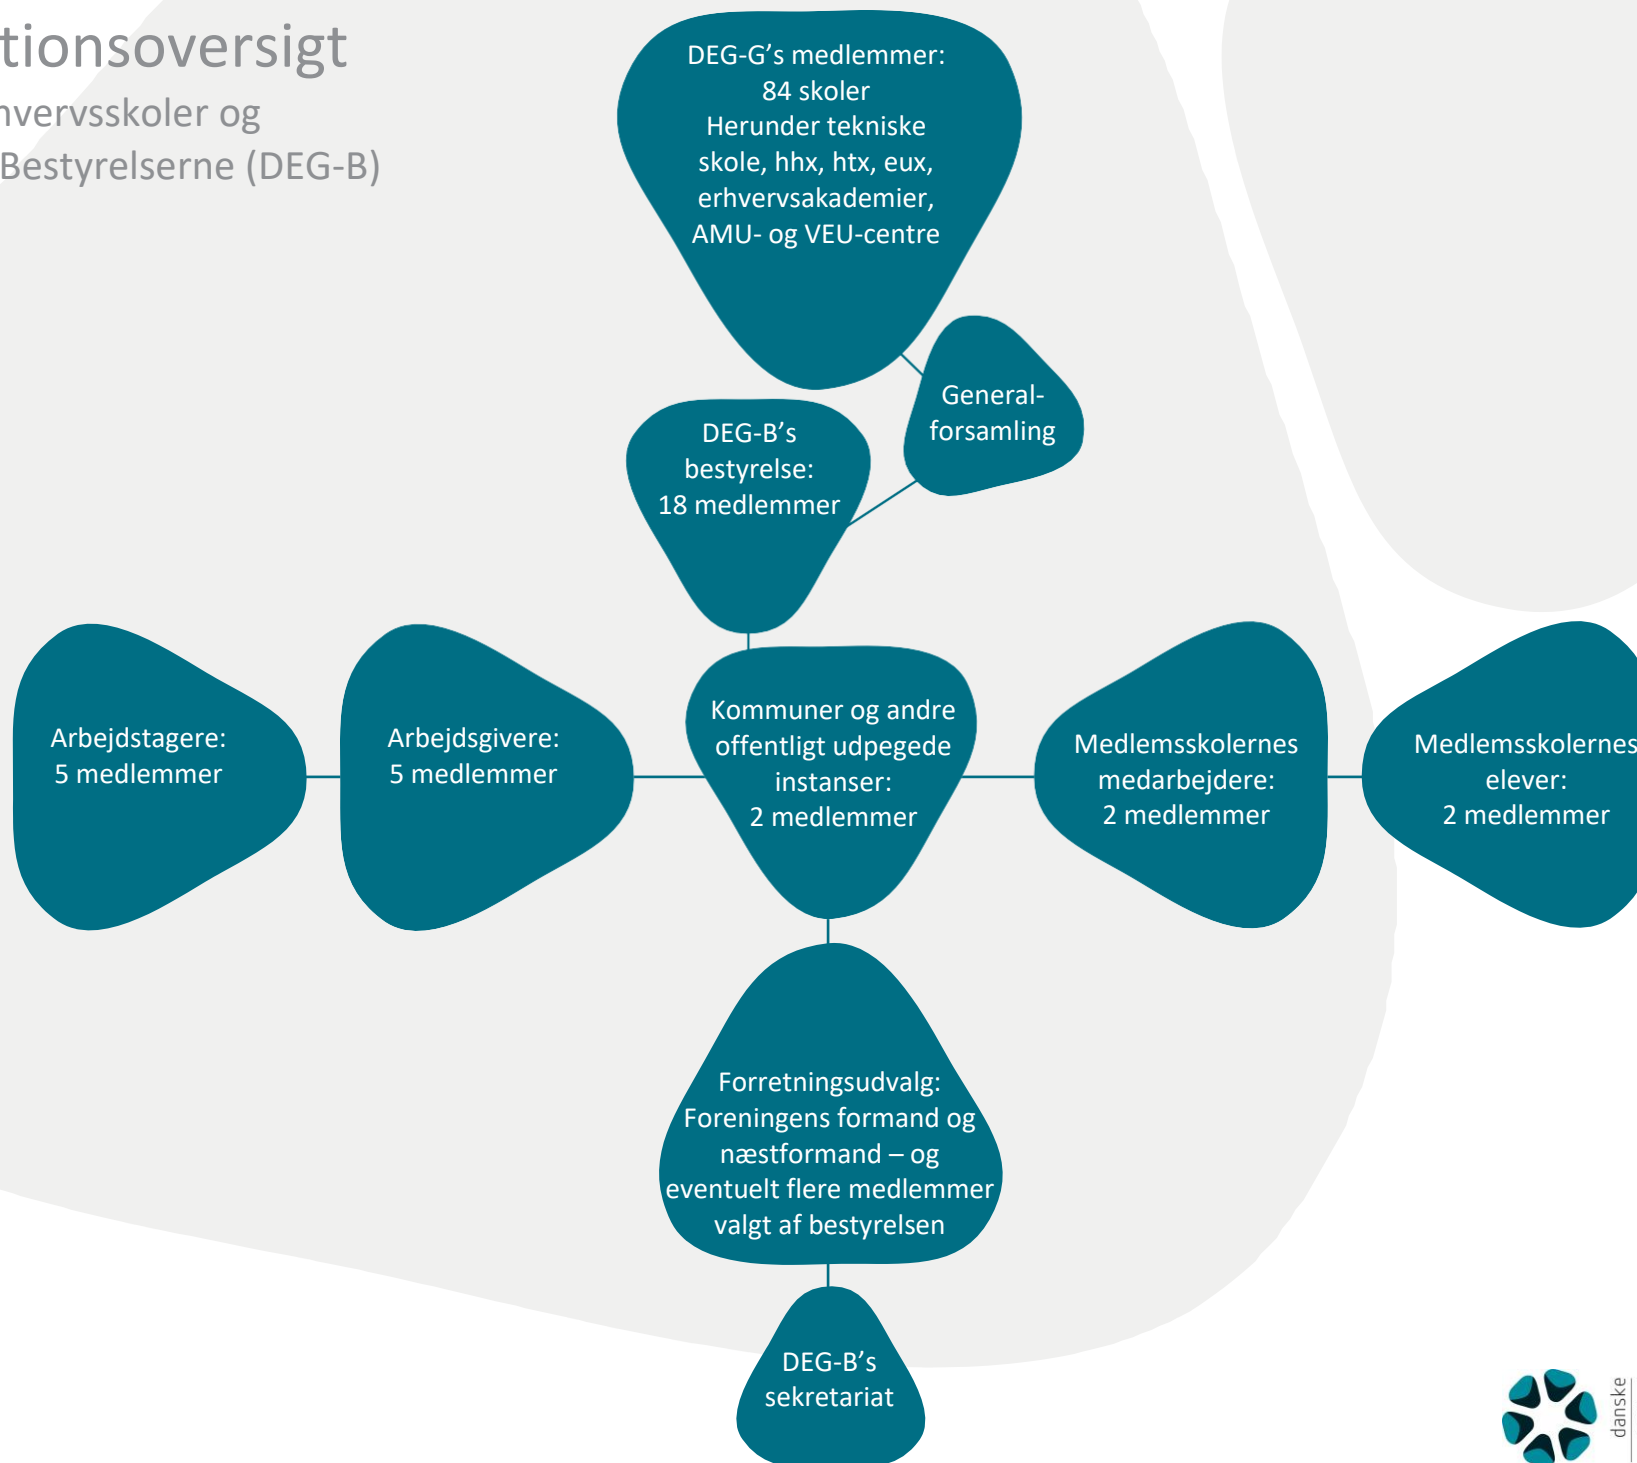 tionsoversigt
hvervsskoler og
Bestyrelserne (DEG-B)
DEG-G’s medlemmer:
84 skoler
Herunder tekniske
skole, hhx, htx, eux,
erhvervsakademier,
AMU- og VEU-centre
General-
forsamling
DEG-B’s
bestyrelse:
18 medlemmer
Arbejdstagere:
5 medlemmer
Arbejdsgivere:
5 medlemmer
Kommuner og andre
offentligt udpegede
instanser:
2 medlemmer
Medlemsskolernes
medarbejdere:
2 medlemmer
Medlemsskolernes
elever:
2 medlemmer
Forretningsudvalg:
Foreningens formand og
næstformand – og
eventuelt flere medlemmer
valgt af bestyrelsen
DEG-B’s
sekretariat
danske